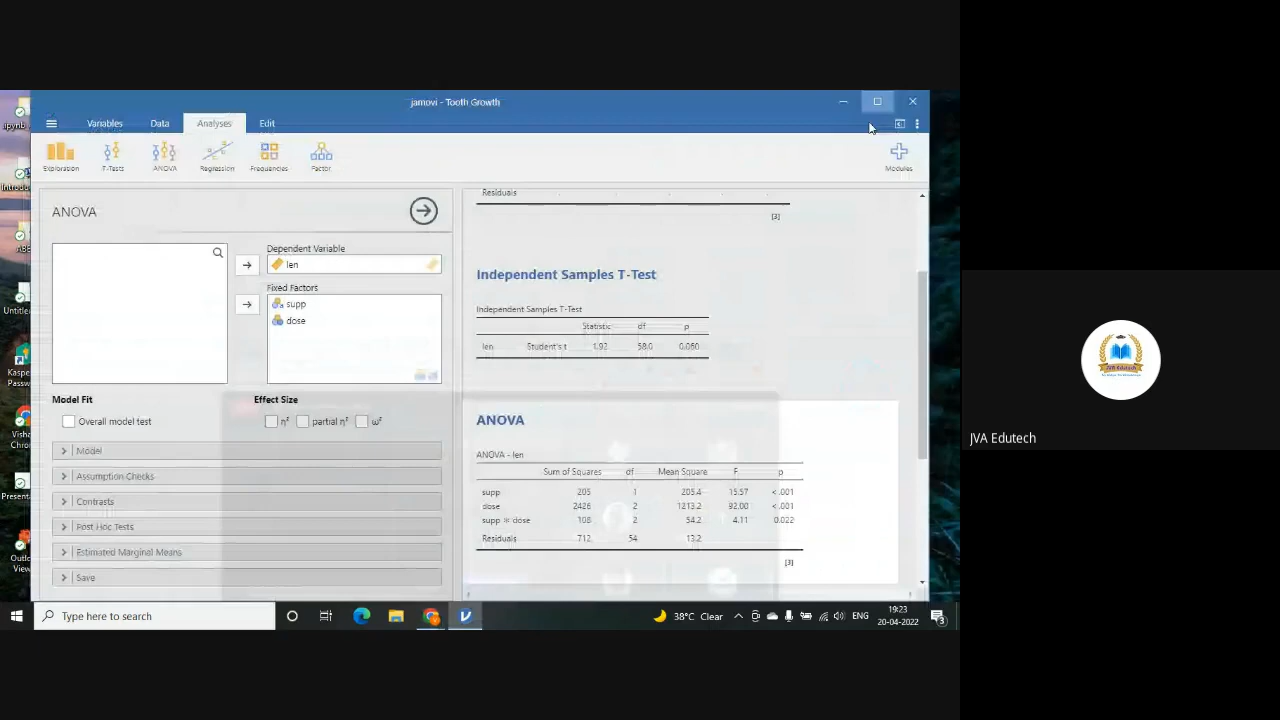 jamovi - Tooth Growth
Variables Data Analyses Edit
Exploration T-Tests ANOVA Regression Frequencies Factor Modules
ANOVA
Dependent Variable
len
Fixed Factors
supp
dose
Model Fit
Effect Size
Overall model test
η² partial η² ω²
Model
Assumption Checks
Contrasts
Post Hoc Tests
Estimated Marginal Means
Save
Residuals . . . . .
[3]
Independent Samples T-Test
Independent Samples T-Test
Statistic df p
len Student's t 1.92 58.0 0.060
ANOVA
ANOVA - len
Sum of Squares df Mean Square F p
supp 205 1 205.4 15.57 < .001
dose 2426 2 1213.2 92.00 < .001
supp ✻ dose 108 2 54.2 4.11 0.022
Residuals 712 54 13.2
[3]
JVA Edutech
Type here to search
38°C Clear
ENG
19:23
20-04-2022
3